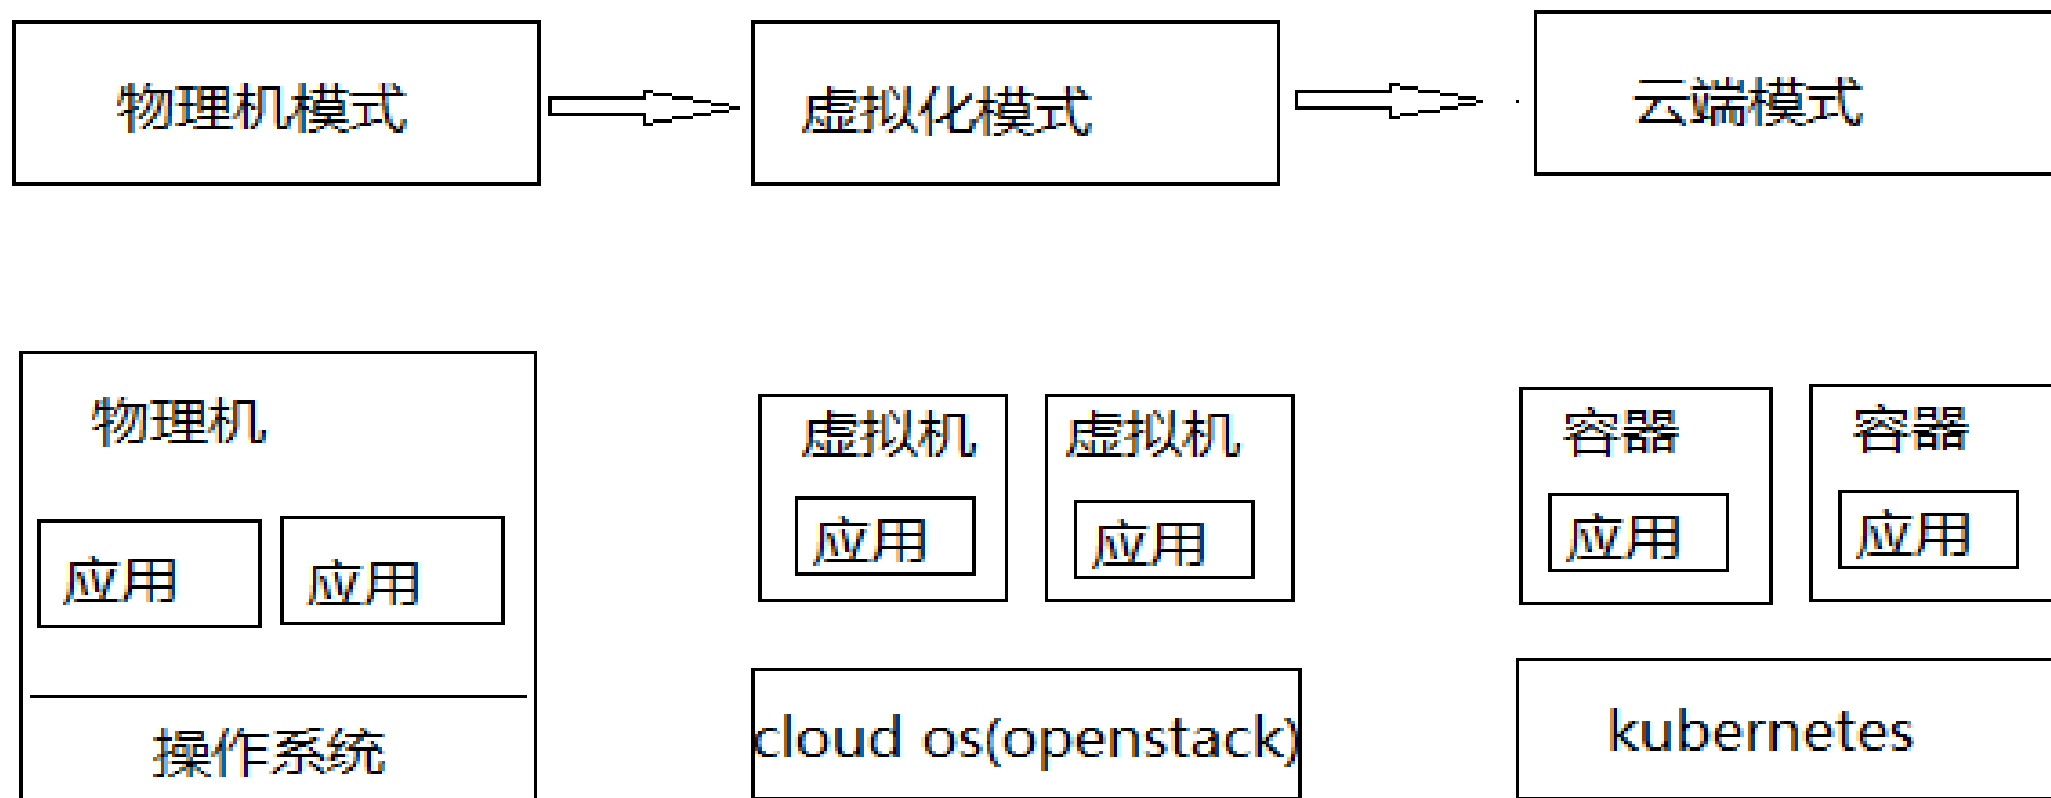 物理机模式
虚拟化模式
云端模式
物理机
应用
应用
操作系统
虚拟机
应用
虚拟机
应用
cloud os(openstack)
容器
应用
容器
应用
kubernetes